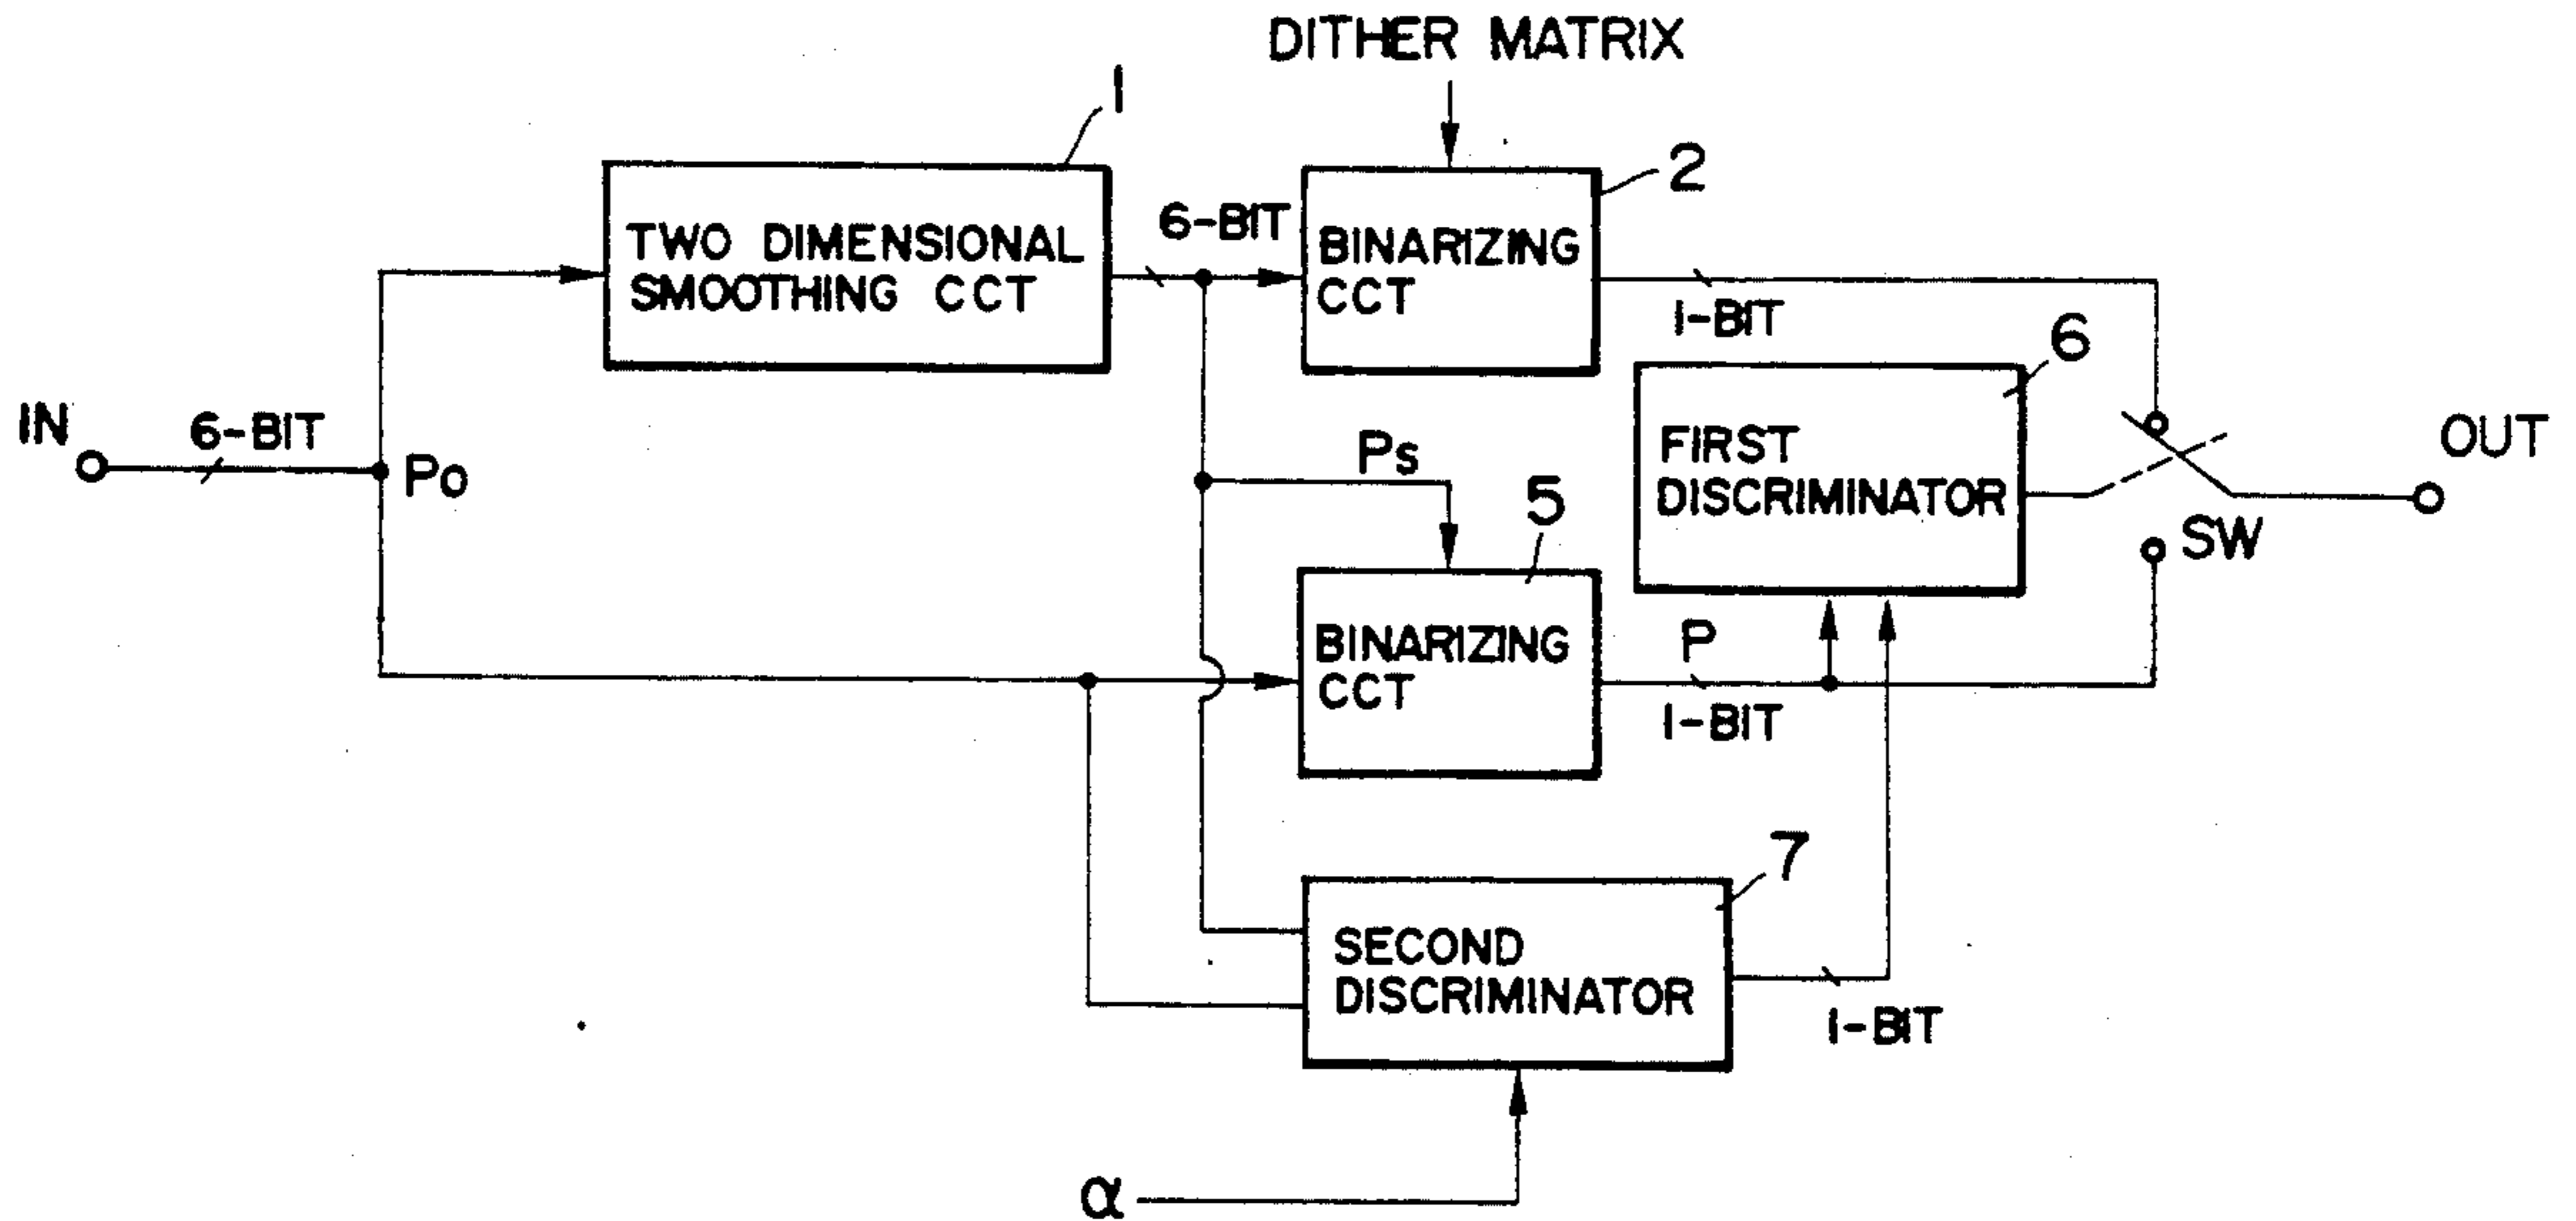 DITHER MATRIX
1
TWO DIMENSIONAL
SMOOTHING CCT
6-BIT
2
BINARIZING
CCT
1-BIT
IN
6-BIT
Po
Ps
5
BINARIZING
CCT
P
1-BIT
6
FIRST
DISCRIMINATOR
SW
OUT
7
SECOND
DISCRIMINATOR
1-BIT
α